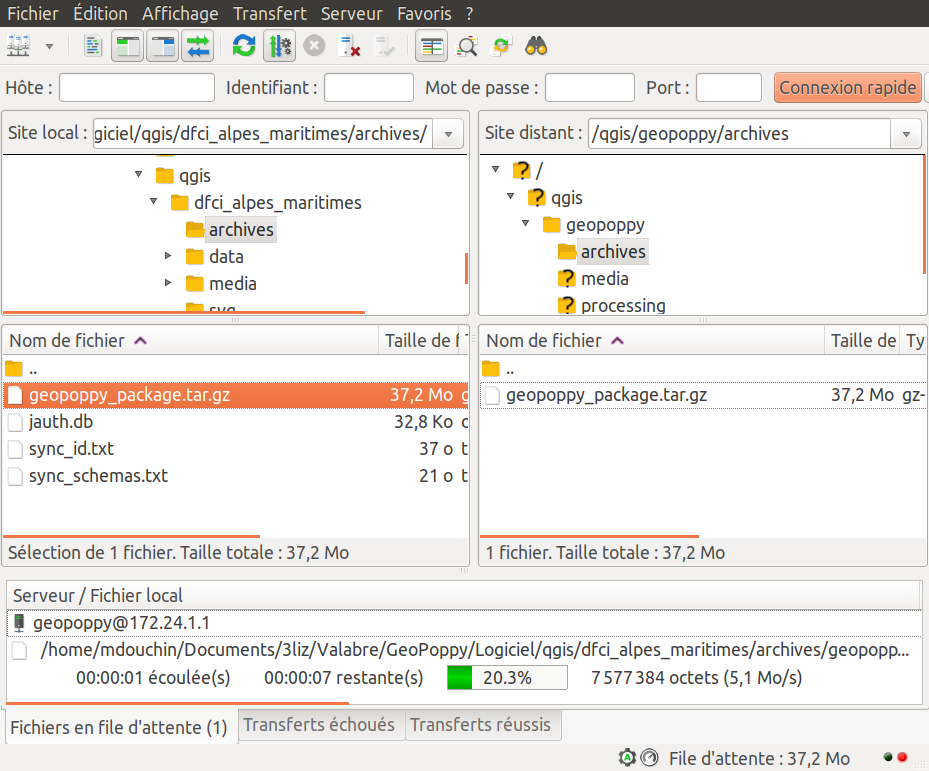 Fichier Édition Affichage Transfert Serveur Favoris ?
Hôte : Identifiant : Mot de passe : Port : Connexion rapide
Site local : giciel/qgis/dfci_alpes_maritimes/archives/
qgis
dfci_alpes_maritimes
archives
data
media
svg
Site distant : /qgis/geopoppy/archives
/
qgis
geopoppy
archives
media
processing
Nom de fichier Taille de f
..
geopoppy_package.tar.gz 37,2 Mo g
jauth.db 32,8 Ko
sync_id.txt 37 o t
sync_schemas.txt 21 o t
Sélection de 1 fichier. Taille totale : 37,2 Mo
Nom de fichier Taille de Ty
..
geopoppy_package.tar.gz 37,2 Mo gz-
1 fichier. Taille totale : 37,2 Mo
Serveur / Fichier local
geopoppy@172.24.1.1
/home/mdouchin/Documents/3liz/Valabre/GeoPoppy/Logiciel/qgis/dfci_alpes_maritimes/archives/geopopp...
00:00:01 écoulée(s) 00:00:07 restante(s) 20.3% 7 577 384 octets (5,1 Mo/s)
Fichiers en file d'attente (1) Transferts échoués Transferts réussis
File d'attente : 37,2 Mo